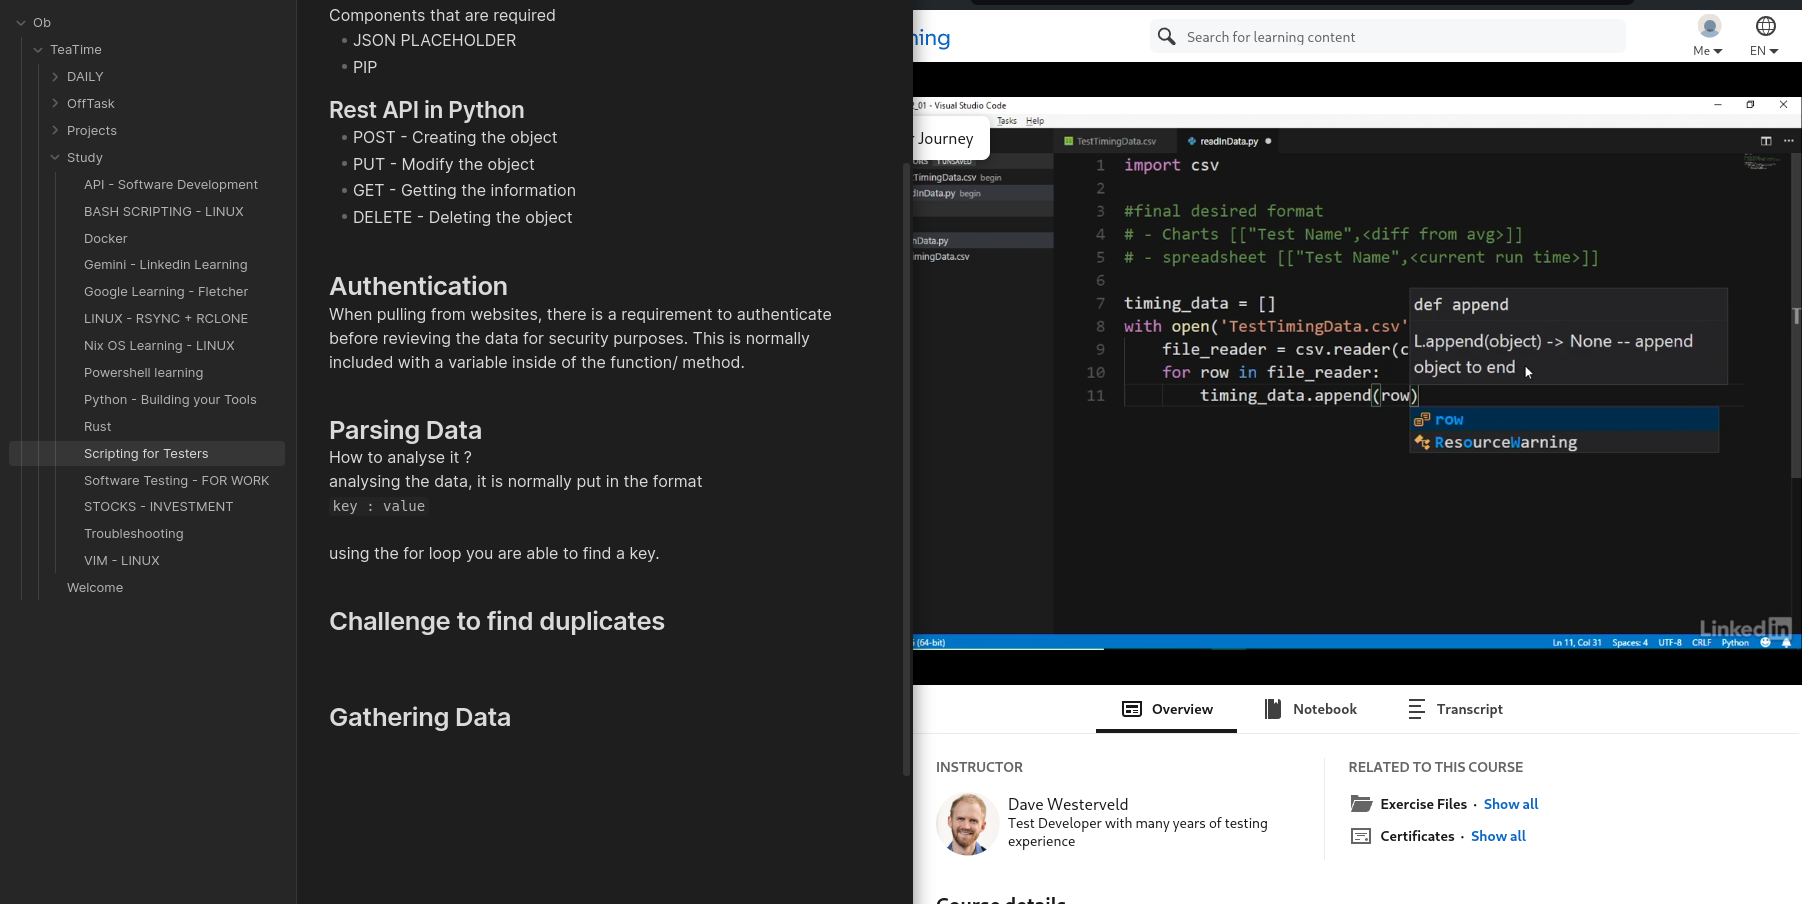 Ob
TeaTime
DAILY
OffTask
Projects
Study
API - Software Development
BASH SCRIPTING - LINUX
Docker
Gemini - Linkedin Learning
Google Learning - Fletcher
LINUX - RSYNC + RCLONE
Nix OS Learning - LINUX
Powershell learning
Python - Building your Tools
Rust
Scripting for Testers
Software Testing - FOR WORK
STOCKS - INVESTMENT
Troubleshooting
VIM - LINUX
Welcome
Components that are required
JSON PLACEHOLDER
PIP
Rest API in Python
POST - Creating the object
PUT - Modify the object
GET - Getting the information
DELETE - Deleting the object
Authentication
When pulling from websites, there is a requirement to authenticate
before revieving the data for security purposes. This is normally
included with a variable inside of the function/ method.
Parsing Data
How to analyse it ?
analysing the data, it is normally put in the format
key : value
using the for loop you are able to find a key.
Challenge to find duplicates
Gathering Data
ning
Search for learning content
Me
EN
_01 - Visual Studio Code
Tasks Help
r Journey
TestTimingData.csv
readInData.py
ORS 1 UNSAVED
TimingData.csv begin
dInData.py begin
nData.py
imingData.csv
1 import csv
2
3 #final desired format
4 # - Charts [["Test Name",<diff from avg>]]
5 # - spreadsheet [["Test Name",<current run time>]]
6
7 timing_data = []
8 with open('TestTimingData.csv'
9 file_reader = csv.reader(c
10 for row in file_reader:
11 timing_data.append(row)
def append
L.append(object) -> None -- append
object to end
row
ResourceWarning
T
LinkedIn
(64-bit)
Ln 11, Col 31 Spaces: 4 UTF-8 CRLF Python
Overview
Notebook
Transcript
INSTRUCTOR
Dave Westerveld
Test Developer with many years of testing
experience
RELATED TO THIS COURSE
Exercise Files · Show all
Certificates · Show all
Course details